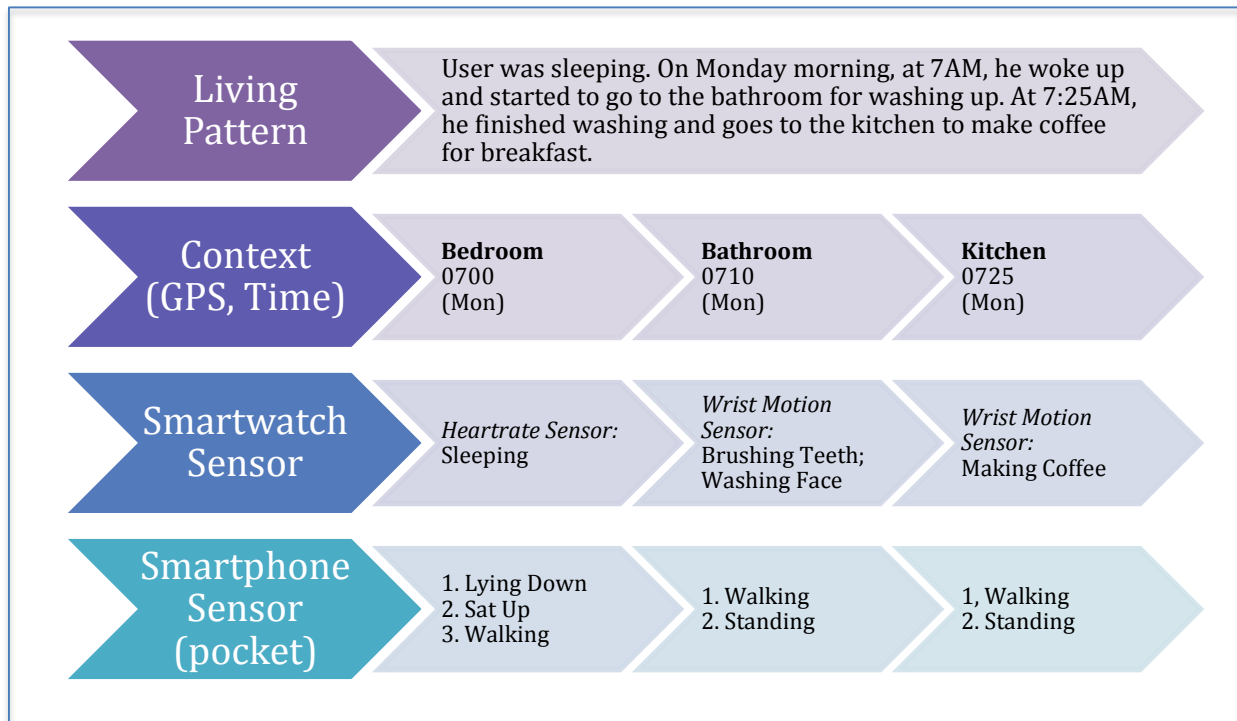 Living
Pattern
User was sleeping. On Monday morning, at 7AM, he woke up
and started to go to the bathroom for washing up. At 7:25AM,
he finished washing and goes to the kitchen to make coffee
for breakfast.
Context
(GPS, Time)
Bedroom
0700
(Mon)
Bathroom
0710
(Mon)
Kitchen
0725
(Mon)
Smartwatch
Sensor
Heartrate Sensor:
Sleeping
Wrist Motion
Sensor:
Brushing Teeth;
Washing Face
Wrist Motion
Sensor:
Making Coffee
Smartphone
Sensor
(pocket)
1. Lying Down
2. Sat Up
3. Walking
1. Walking
2. Standing
1, Walking
2. Standing